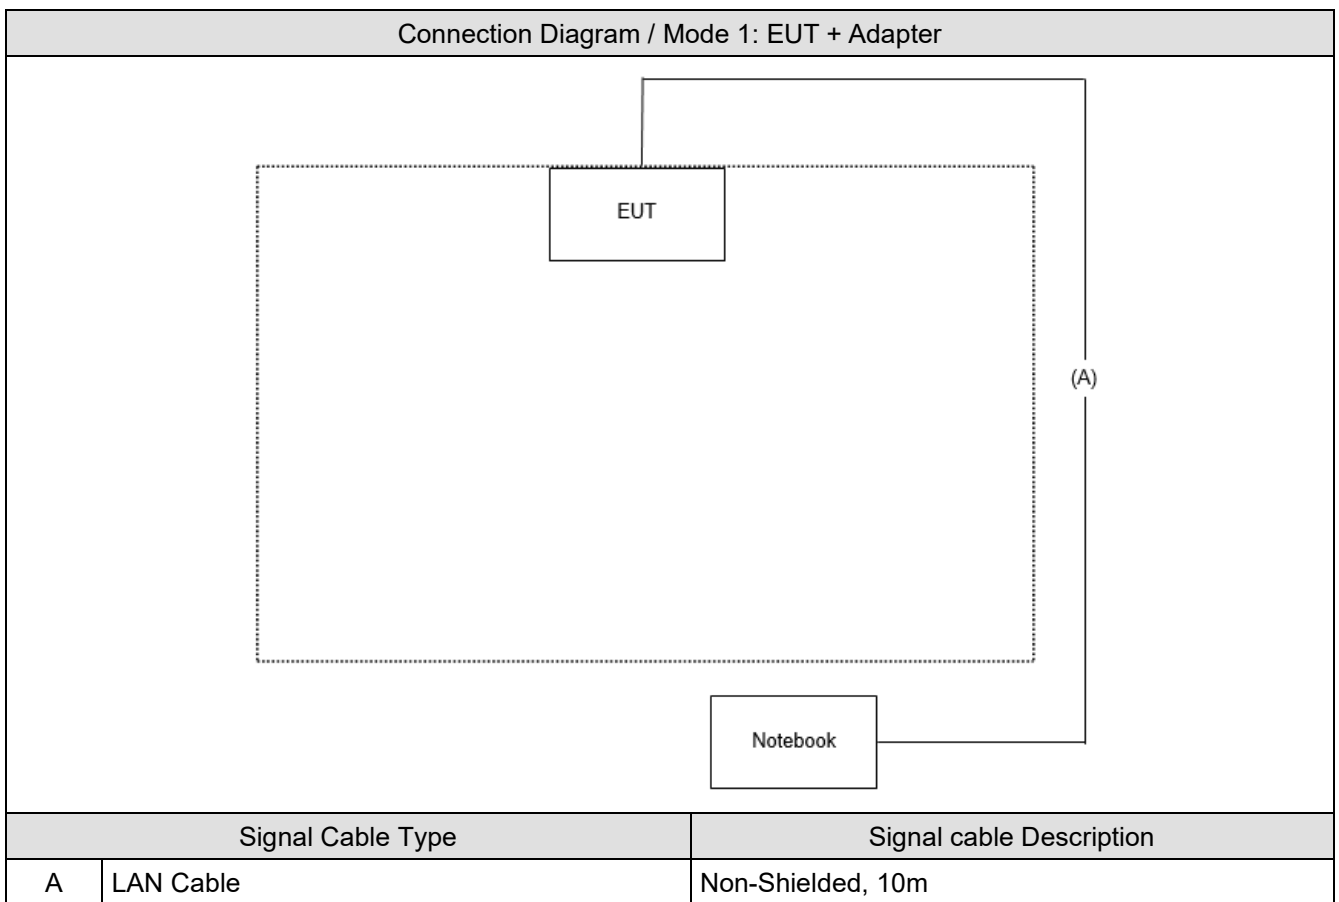 Connection Diagram / Mode 1: EUT + Adapter
EUT
(A)
Notebook
Signal Cable Type Signal cable Description
A LAN Cable Non-Shielded, 10m